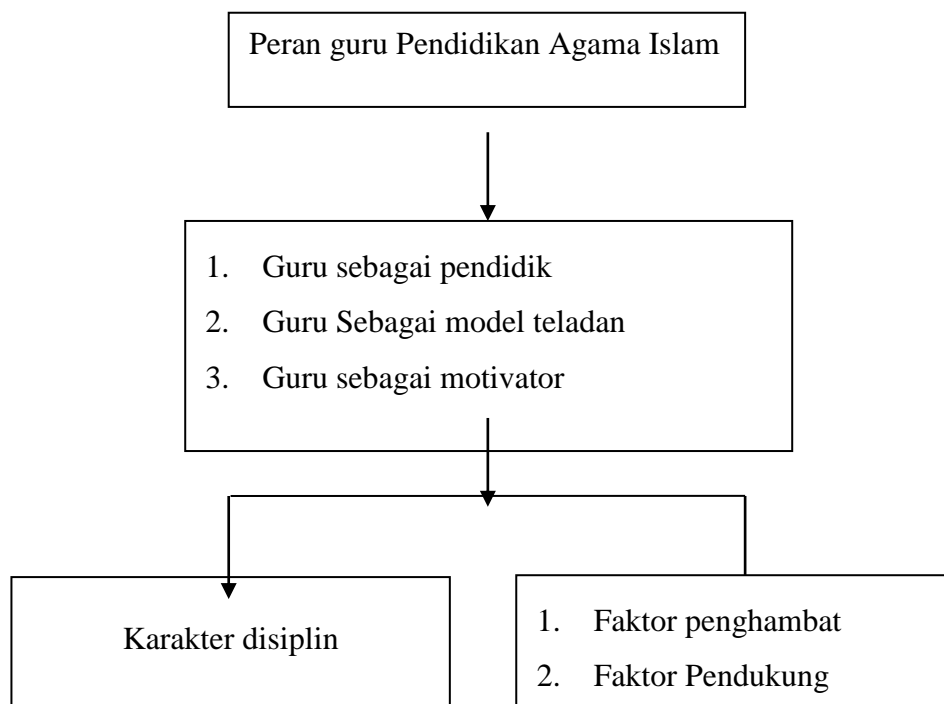 Peran guru Pendidikan Agama Islam
1. Guru sebagai pendidik
2. Guru Sebagai model teladan
3. Guru sebagai motivator
Karakter disiplin
1. Faktor penghambat
2. Faktor Pendukung